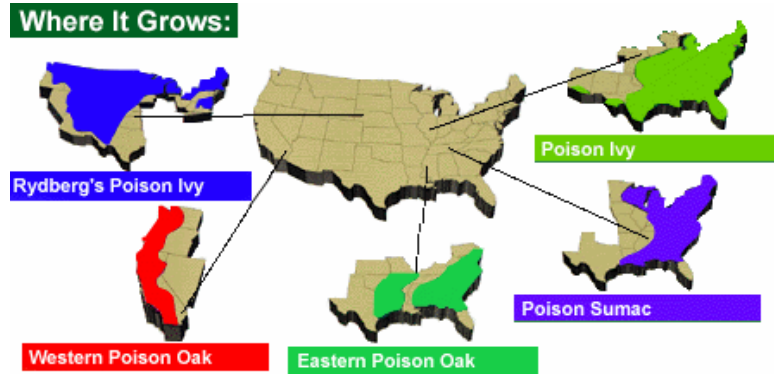 Where It Grows:
Poison Ivy
Rydberg's Poison Ivy
Poison Sumac
Western Poison Oak
Eastern Poison Oak